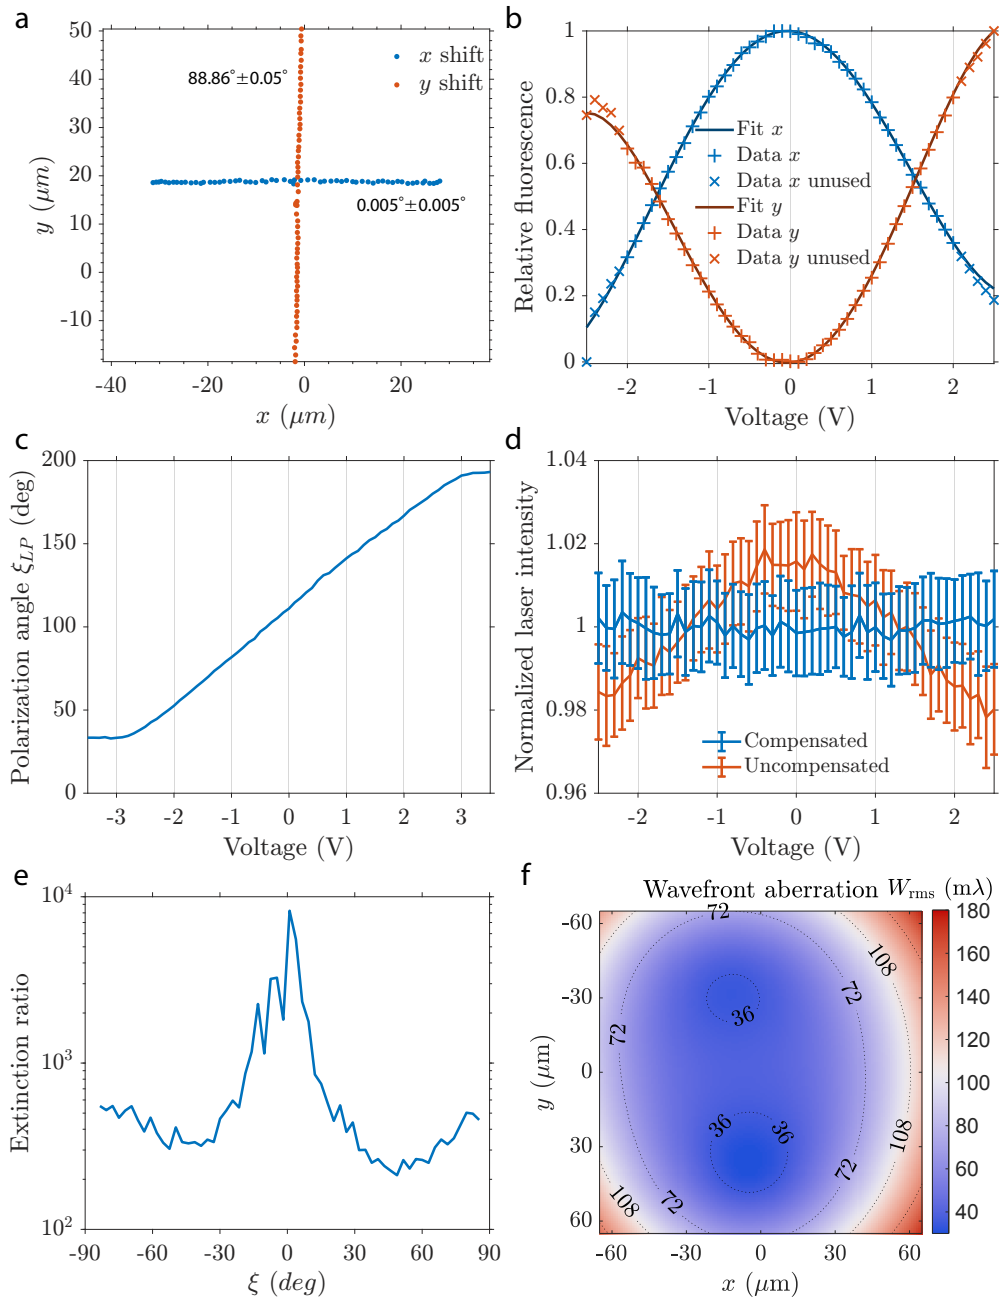 a
50
40
30
20
10
0
-10
y (μm)
-40
-20
0
20
x (μm)
88.86°±0.05°
0.005°±0.005°
x shift
y shift
b
1
0.8
0.6
0.4
0.2
0
Relative fluorescence
-2
-1
0
1
2
Voltage (V)
Fit x
Data x
Data x unused
Fit y
Data y
Data y unused
c
200
150
100
50
0
Polarization angle ξLP (deg)
-3
-2
-1
0
1
2
3
Voltage (V)
d
1.04
1.02
1
0.98
0.96
Normalized laser intensity
-2
-1
0
1
2
Voltage (V)
Compensated
Uncompensated
e
10⁴
10³
10²
Extinction ratio
-90
-60
-30
0
30
60
90
ξ (deg)
f
Wavefront aberration Wrms (mλ)
-60
-30
0
30
60
y (μm)
-60
-30
0
30
60
x (μm)
72
108
72
72
36
36
36
108
108
72
72
180
160
140
120
100
80
60
40